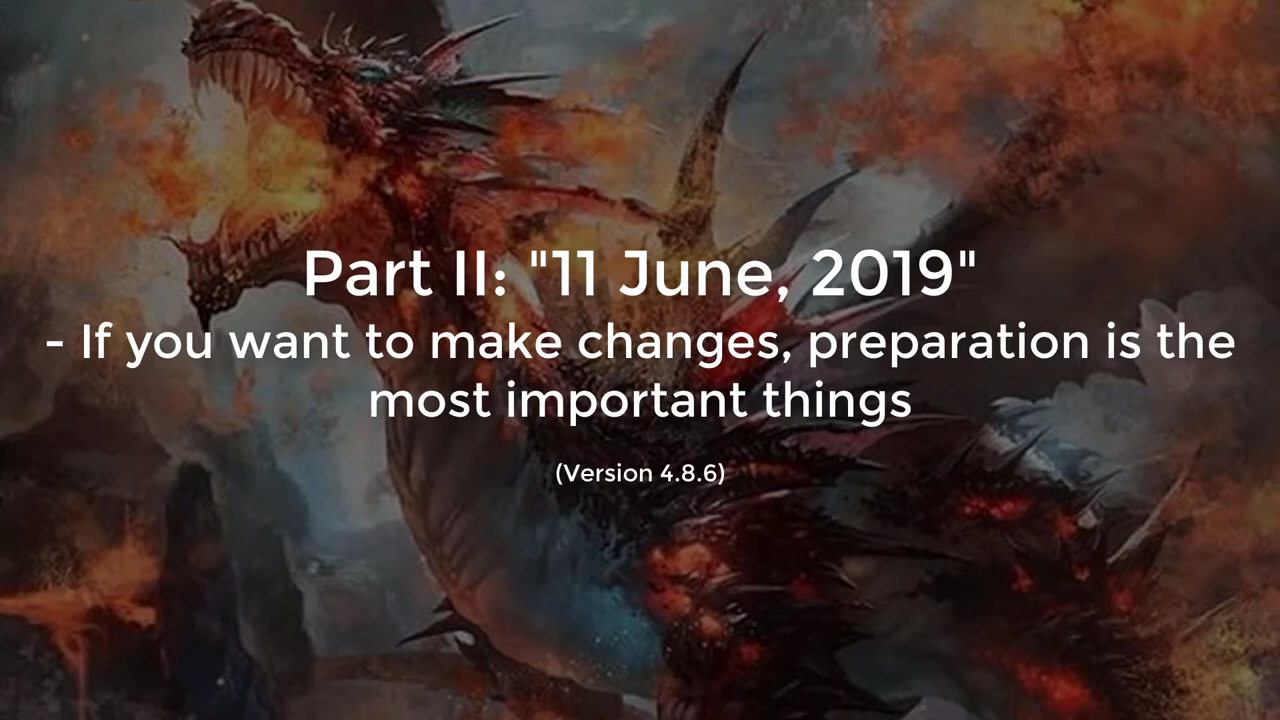 Part II: "11 June, 2019"
- If you want to make changes, preparation is the
most important things
(Version 4.8.6)